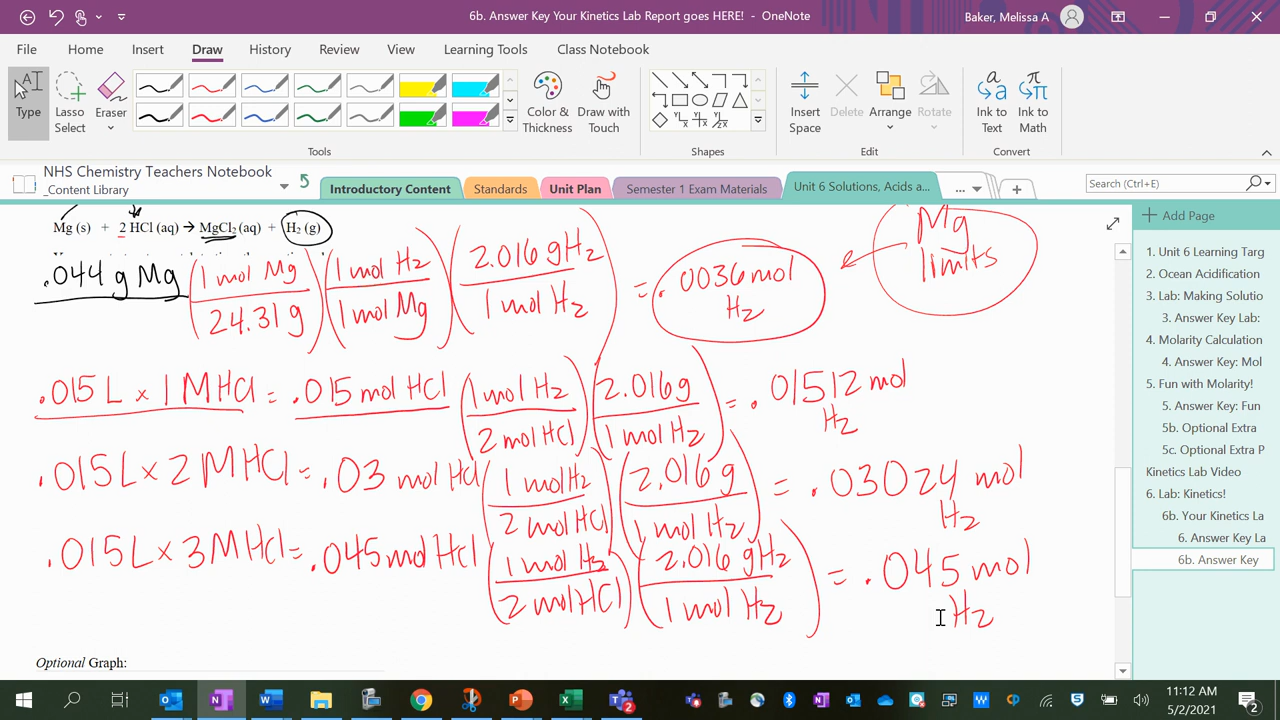 6b. Answer Key Your Kinetics Lab Report goes HERE! - OneNote
Baker, Melissa A
File Home Insert Draw History Review View Learning Tools Class Notebook
Type
Lasso Select
Eraser
Color & Thickness
Draw with Touch
Insert Space
Delete
Arrange
Rotate
Ink to Text
Ink to Math
Tools
Shapes
Edit
Convert
NHS Chemistry Teachers Notebook
_Content Library
Introductory Content
Standards
Unit Plan
Semester 1 Exam Materials
Unit 6 Solutions, Acids a...
...
Search (Ctrl+E)
Mg (s) + 2 HCl (aq) → MgCl2 (aq) + H2 (g)
.044 g Mg (1 mol Mg / 24.31 g) (1 mol H2 / 1 mol Mg) (2.016 g H2 / 1 mol H2) = .0036 mol H2
Mg limits
.015 L x 1 M HCl = .015 mol HCl (1 mol H2 / 2 mol HCl) (2.016 g / 1 mol H2) = .01512 mol H2
.015 L x 2 M HCl = .03 mol HCl (1 mol H2 / 2 mol HCl) (2.016 g / 1 mol H2) = .03024 mol H2
.015 L x 3 M HCl = .045 mol HCl (1 mol H2 / 2 mol HCl) (2.016 g H2 / 1 mol H2) = .045 mol H2
Optional Graph:
Add Page
1. Unit 6 Learning Targ
2. Ocean Acidification
3. Lab: Making Solutio
3. Answer Key Lab:
4. Molarity Calculation
4. Answer Key: Mol
5. Fun with Molarity!
5. Answer Key: Fun
5b. Optional Extra
5c. Optional Extra P
Kinetics Lab Video
6. Lab: Kinetics!
6b. Your Kinetics La
6. Answer Key La
6b. Answer Key
11:12 AM
5/2/2021